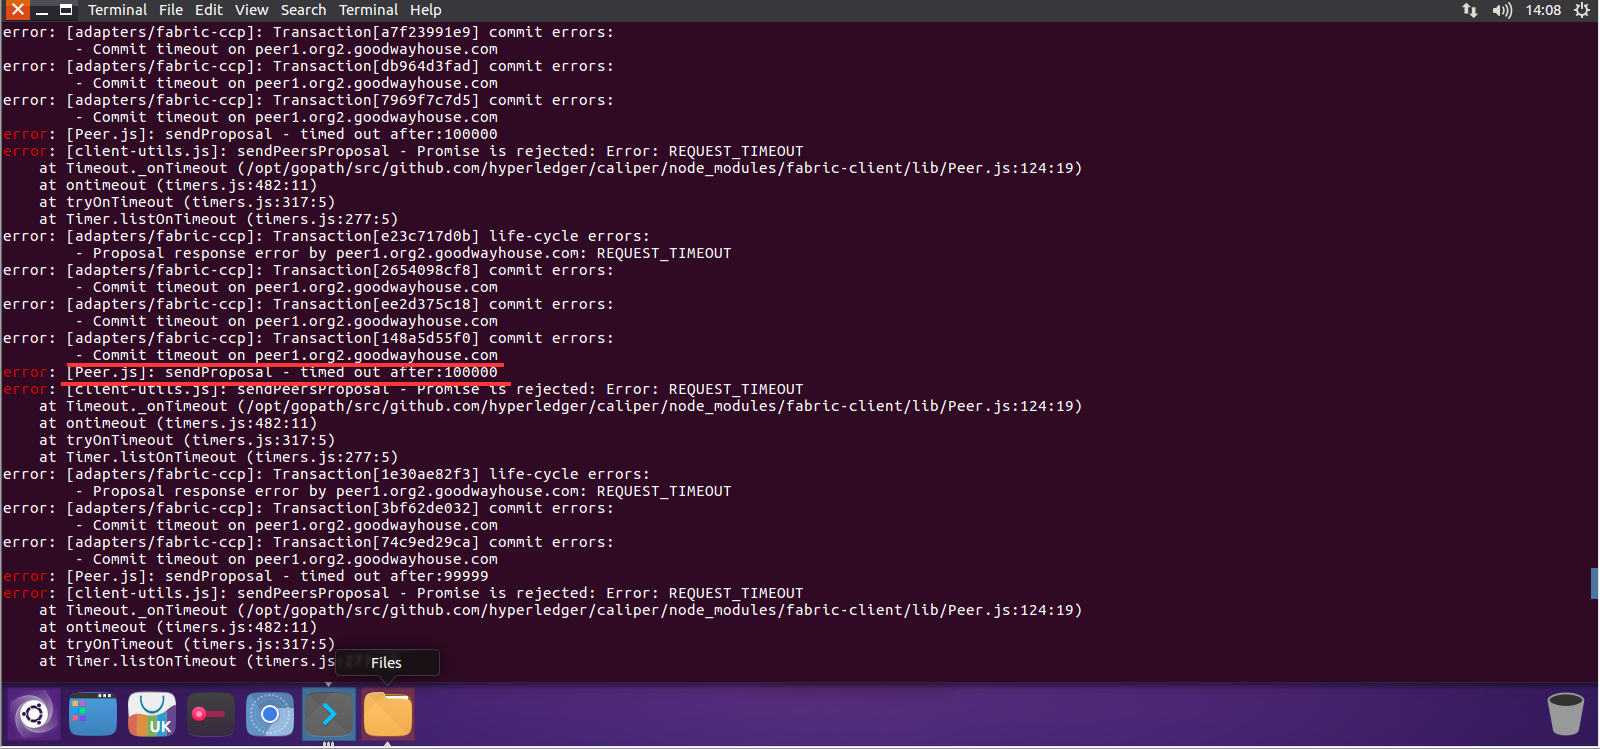 Terminal File Edit View Search Terminal Help 14:08
error: [adapters/fabric-ccp]: Transaction[a7f23991e9] commit errors:
- Commit timeout on peer1.org2.goodwayhouse.com
error: [adapters/fabric-ccp]: Transaction[db964d3fad] commit errors:
- Commit timeout on peer1.org2.goodwayhouse.com
error: [adapters/fabric-ccp]: Transaction[7969f7c7d5] commit errors:
- Commit timeout on peer1.org2.goodwayhouse.com
error: [Peer.js]: sendProposal - timed out after:100000
error: [client-utils.js]: sendPeersProposal - Promise is rejected: Error: REQUEST_TIMEOUT
at Timeout._onTimeout (/opt/gopath/src/github.com/hyperledger/caliper/node_modules/fabric-client/lib/Peer.js:124:19)
at ontimeout (timers.js:482:11)
at tryOnTimeout (timers.js:317:5)
at Timer.listOnTimeout (timers.js:277:5)
error: [adapters/fabric-ccp]: Transaction[e23c717d0b] life-cycle errors:
- Proposal response error by peer1.org2.goodwayhouse.com: REQUEST_TIMEOUT
error: [adapters/fabric-ccp]: Transaction[2654098cf8] commit errors:
- Commit timeout on peer1.org2.goodwayhouse.com
error: [adapters/fabric-ccp]: Transaction[ee2d375c18] commit errors:
- Commit timeout on peer1.org2.goodwayhouse.com
error: [adapters/fabric-ccp]: Transaction[148a5d55f0] commit errors:
- Commit timeout on peer1.org2.goodwayhouse.com
error: [Peer.js]: sendProposal - timed out after:100000
error: [client-utils.js]: sendPeersProposal - Promise is rejected: Error: REQUEST_TIMEOUT
at Timeout._onTimeout (/opt/gopath/src/github.com/hyperledger/caliper/node_modules/fabric-client/lib/Peer.js:124:19)
at ontimeout (timers.js:482:11)
at tryOnTimeout (timers.js:317:5)
at Timer.listOnTimeout (timers.js:277:5)
error: [adapters/fabric-ccp]: Transaction[1e30ae82f3] life-cycle errors:
- Proposal response error by peer1.org2.goodwayhouse.com: REQUEST_TIMEOUT
error: [adapters/fabric-ccp]: Transaction[3bf62de032] commit errors:
- Commit timeout on peer1.org2.goodwayhouse.com
error: [adapters/fabric-ccp]: Transaction[74c9ed29ca] commit errors:
- Commit timeout on peer1.org2.goodwayhouse.com
error: [Peer.js]: sendProposal - timed out after:99999
error: [client-utils.js]: sendPeersProposal - Promise is rejected: Error: REQUEST_TIMEOUT
at Timeout._onTimeout (/opt/gopath/src/github.com/hyperledger/caliper/node_modules/fabric-client/lib/Peer.js:124:19)
at ontimeout (timers.js:482:11)
at tryOnTimeout (timers.js:317:5)
at Timer.listOnTimeout (timers.js
Files
UK